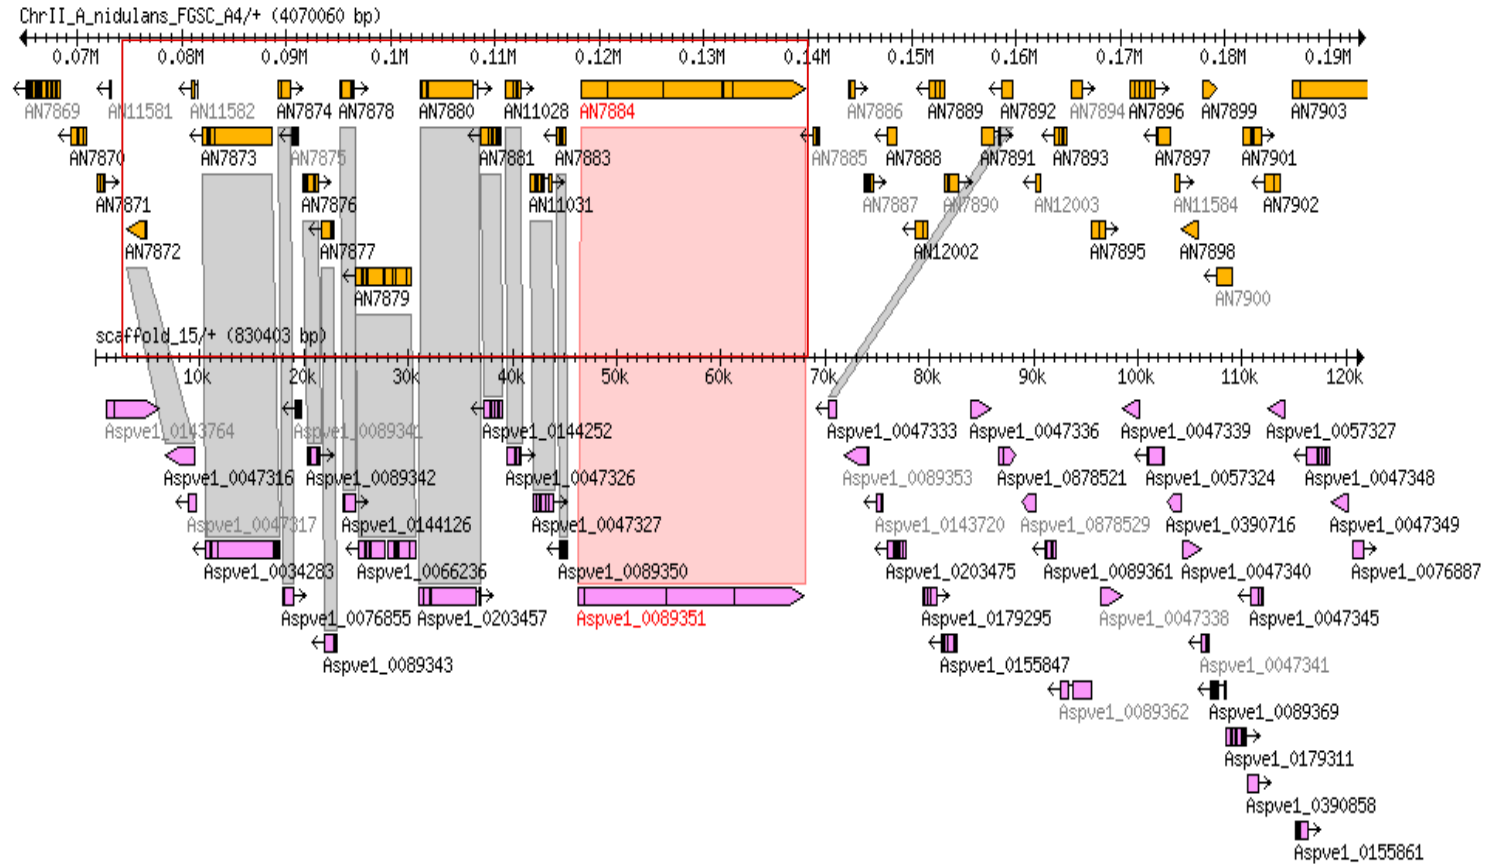 ChrII_A_nidulans_FGSC_A4/+ (4070060 bp)
0.07M 0.08M 0.09M 0.1M 0.11M 0.12M 0.13M 0.14M 0.15M 0.16M 0.17M 0.18M 0.19M
AN7869 AN11581 AN11582 AN7874 AN7878 AN7880 AN11028 AN7884 AN7886 AN7889 AN7892 AN7894 AN7896 AN7899 AN7903
AN7870 AN7873 AN7875 AN7881 AN7883 AN7885 AN7888 AN7891 AN7893 AN7897 AN7901
AN7871 AN7876 AN11031 AN7887 AN7890 AN12003 AN11584 AN7902
AN7872 AN7877 AN12002 AN7895 AN7898
AN7879 AN7900
scaffold_15/+ (830403 bp)
10k 20k 30k 40k 50k 60k 70k 80k 90k 100k 110k 120k
Aspve1_0143764 Aspve1_0089341 Aspve1_0144252 Aspve1_0047333 Aspve1_0047336 Aspve1_0047339 Aspve1_0057327
Aspve1_0047316 Aspve1_0089342 Aspve1_0047326 Aspve1_0089353 Aspve1_0878521 Aspve1_0057324 Aspve1_0047348
Aspve1_0047317 Aspve1_0144126 Aspve1_0047327 Aspve1_0143720 Aspve1_0878529 Aspve1_0390716 Aspve1_0047349
Aspve1_0034283 Aspve1_0066236 Aspve1_0089350 Aspve1_0203475 Aspve1_0089361 Aspve1_0047340 Aspve1_0076887
Aspve1_0076855 Aspve1_0203457 Aspve1_0089351 Aspve1_0179295 Aspve1_0047338 Aspve1_0047345
Aspve1_0089343 Aspve1_0155847 Aspve1_0047341
Aspve1_0089362 Aspve1_0089369
Aspve1_0179311
Aspve1_0390858
Aspve1_0155861